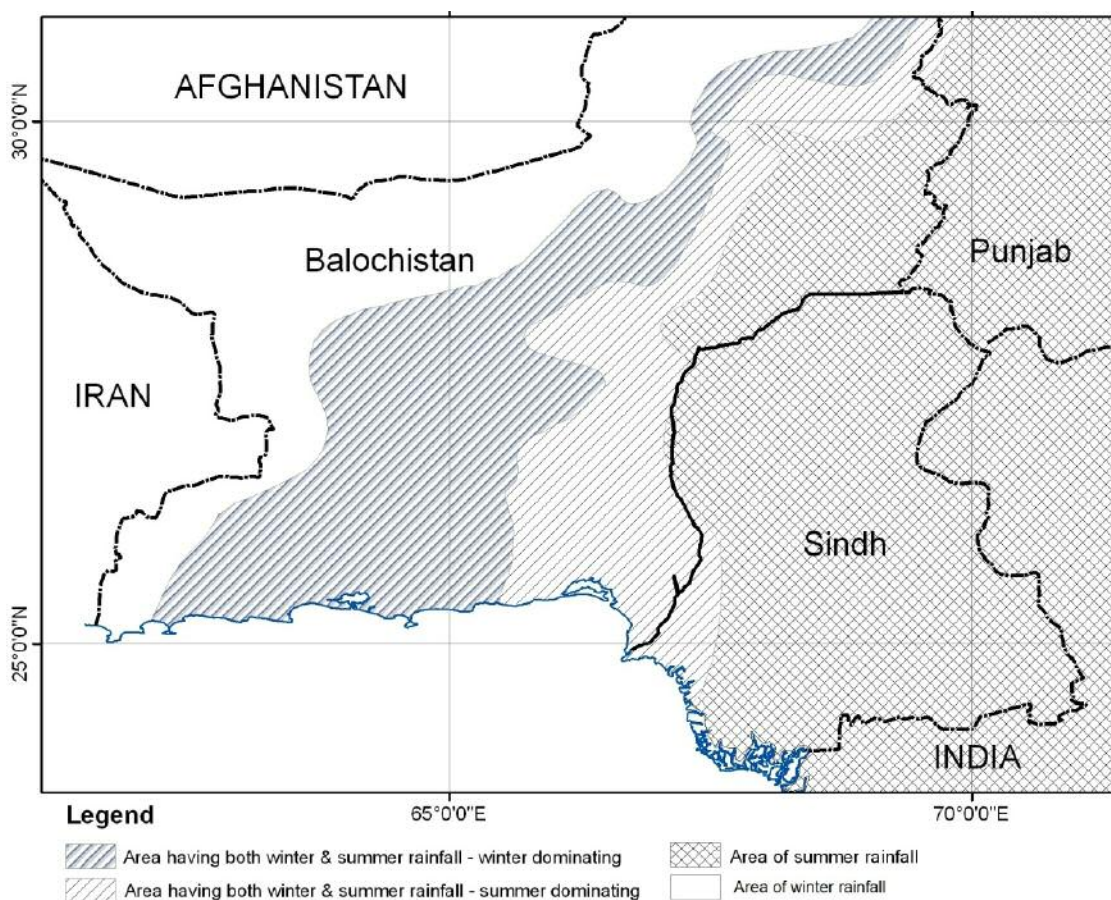 AFGHANISTAN
30°0'0"N
Balochistan
Punjab
IRAN
Sindh
25°0'0"N
INDIA
Legend
65°0'0"E
70°0'0"E
Area having both winter & summer rainfall - winter dominating
Area of summer rainfall
Area having both winter & summer rainfall - summer dominating
Area of winter rainfall